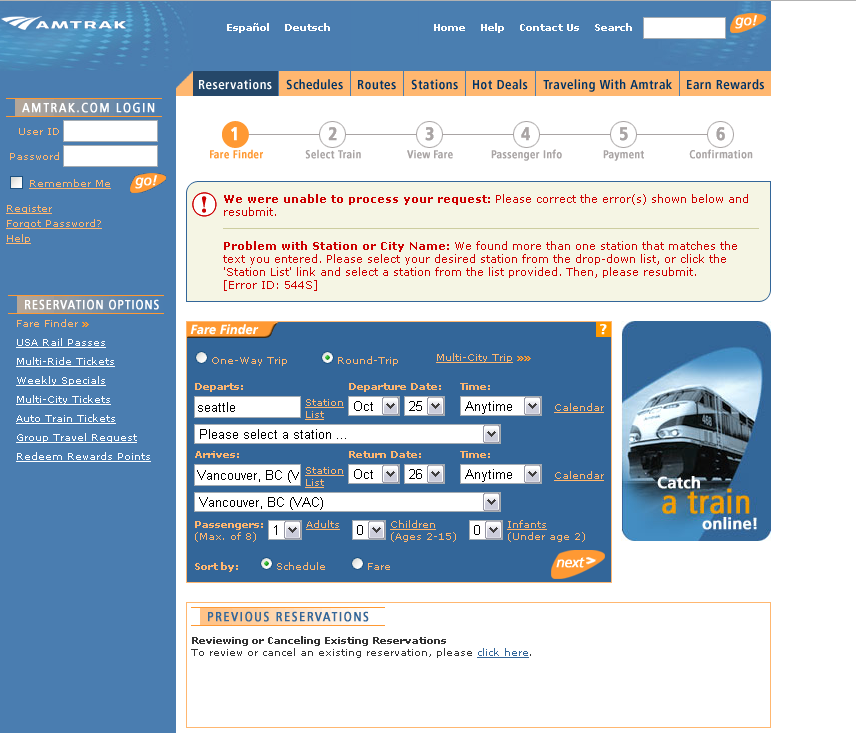 AMTRAK
Español Deutsch Home Help Contact Us Search go!
Reservations Schedules Routes Stations Hot Deals Traveling With Amtrak Earn Rewards
AMTRAK.COM LOGIN
User ID
Password
Remember Me go!
Register
Forgot Password?
Help
RESERVATION OPTIONS
Fare Finder »
USA Rail Passes
Multi-Ride Tickets
Weekly Specials
Multi-City Tickets
Auto Train Tickets
Group Travel Request
Redeem Rewards Points
1 2 3 4 5 6
Fare Finder Select Train View Fare Passenger Info Payment Confirmation
! We were unable to process your request: Please correct the error(s) shown below and
resubmit.
Problem with Station or City Name: We found more than one station that matches the
text you entered. Please select your desired station from the drop-down list, or click the
'Station List' link and select a station from the list provided. Then, please resubmit.
[Error ID: 544S]
Fare Finder ?
One-Way Trip Round-Trip Multi-City Trip »»
Departs: Departure Date: Time:
seattle Station List Oct 25 Anytime Calendar
Please select a station ...
Arrives: Return Date: Time:
Vancouver, BC (V Station List Oct 26 Anytime Calendar
Vancouver, BC (VAC)
Passengers: 1 Adults 0 Children 0 Infants
(Max. of 8) (Ages 2-15) (Under age 2)
Sort by: Schedule Fare next>
468
Catch
a train
online!
PREVIOUS RESERVATIONS
Reviewing or Canceling Existing Reservations
To review or cancel an existing reservation, please click here.